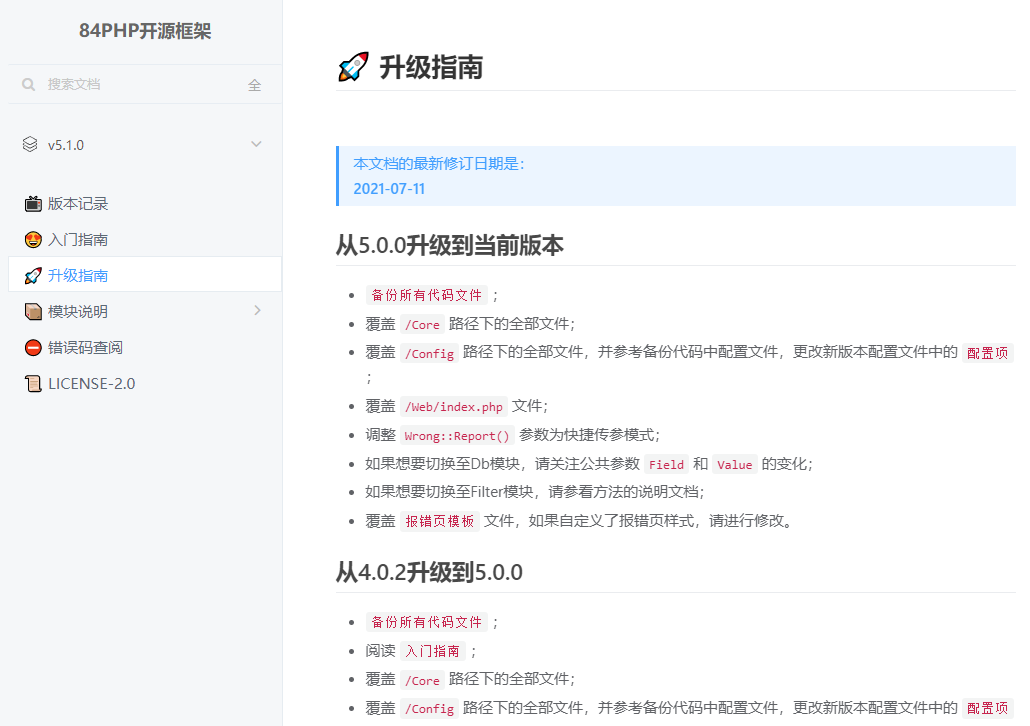 84PHP开源框架
搜索文档 全
v5.1.0
版本记录
入门指南
升级指南
模块说明
错误码查阅
LICENSE-2.0
升级指南
本文档的最新修订日期是：
2021-07-11
从5.0.0升级到当前版本
备份所有代码文件 ；
覆盖 /Core 路径下的全部文件；
覆盖 /Config 路径下的全部文件，并参考备份代码中配置文件，更改新版本配置文件中的 配置项
；
覆盖 /Web/index.php 文件；
调整 Wrong::Report() 参数为快捷传参模式；
如果想要切换至Db模块，请关注公共参数 Field 和 Value 的变化；
如果想要切换至Filter模块，请参看方法的说明文档；
覆盖 报错页模板 文件，如果自定义了报错页样式，请进行修改。
从4.0.2升级到5.0.0
备份所有代码文件 ；
阅读 入门指南 ；
覆盖 /Core 路径下的全部文件；
覆盖 /Config 路径下的全部文件，并参考备份代码中配置文件，更改新版本配置文件中的 配置项